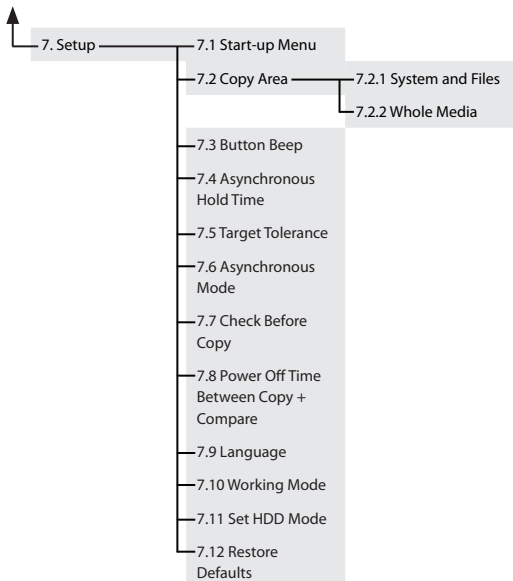 7. Setup
7.1 Start-up Menu
7.2 Copy Area
7.2.1 System and Files
7.2.2 Whole Media
7.3 Button Beep
7.4 Asynchronous
Hold Time
7.5 Target Tolerance
7.6 Asynchronous
Mode
7.7 Check Before
Copy
7.8 Power Off Time
Between Copy +
Compare
7.9 Language
7.10 Working Mode
7.11 Set HDD Mode
7.12 Restore
Defaults